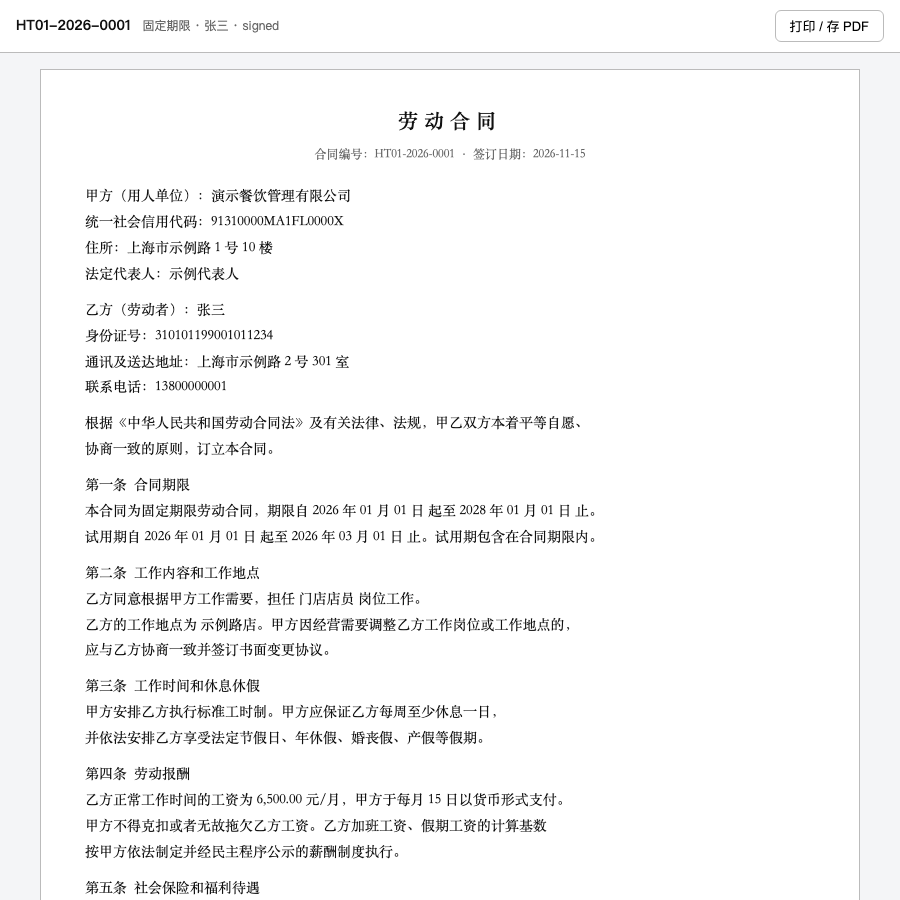 HT01-2026-0001 固定期限 · 张三 · signed
打印 / 存 PDF
劳动合同
合同编号：HT01-2026-0001 · 签订日期：2026-11-15
甲方（用人单位）：演示餐饮管理有限公司
统一社会信用代码：91310000MA1FL0000X
住所：上海市示例路 1 号 10 楼
法定代表人：示例代表人
乙方（劳动者）：张三
身份证号：310101199001011234
通讯及送达地址：上海市示例路 2 号 301 室
联系电话：13800000001
根据《中华人民共和国劳动合同法》及有关法律、法规，甲乙双方本着平等自愿、
协商一致的原则，订立本合同。
第一条 合同期限
本合同为固定期限劳动合同，期限自 2026 年 01 月 01 日 起至 2028 年 01 月 01 日 止。
试用期自 2026 年 01 月 01 日 起至 2026 年 03 月 01 日 止。试用期包含在合同期限内。
第二条 工作内容和工作地点
乙方同意根据甲方工作需要，担任 门店店员 岗位工作。
乙方的工作地点为 示例路店。甲方因经营需要调整乙方工作岗位或工作地点的，
应与乙方协商一致并签订书面变更协议。
第三条 工作时间和休息休假
甲方安排乙方执行标准工时制。甲方应保证乙方每周至少休息一日，
并依法安排乙方享受法定节假日、年休假、婚丧假、产假等假期。
第四条 劳动报酬
乙方正常工作时间的工资为 6,500.00 元/月，甲方于每月 15 日以货币形式支付。
甲方不得克扣或者无故拖欠乙方工资。乙方加班工资、假期工资的计算基数
按甲方依法制定并经民主程序公示的薪酬制度执行。
第五条 社会保险和福利待遇